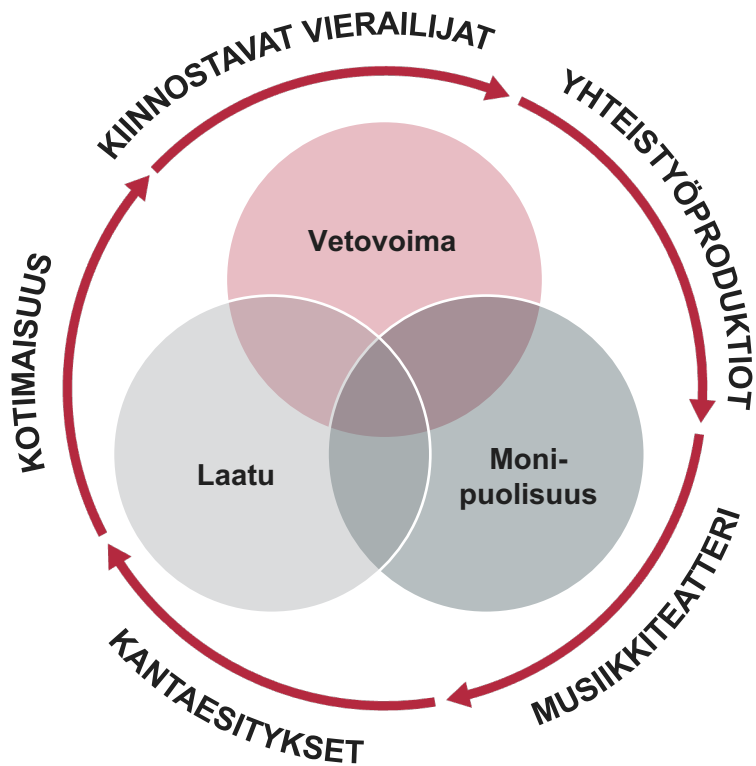 KIINNOSTAVAT VIERAILIJAT
YHTEISTYÖPRODUKTIOT
MUSIIKKITEATTERI
KANTAESITYKSET
KOTIMAISUUS
Vetovoima
Laatu
Moni-
puolisuus